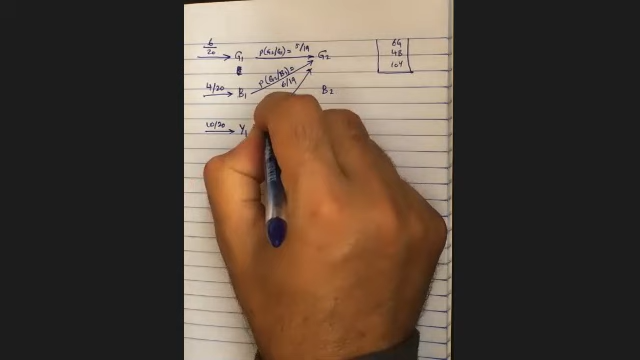 6/20 G₁ P(G₂/G₁) = 5/19 G₂
4/20 B₁ P(G₂/B₁) = 6/19 B₂
10/20 Y₁
6G
4B
10Y